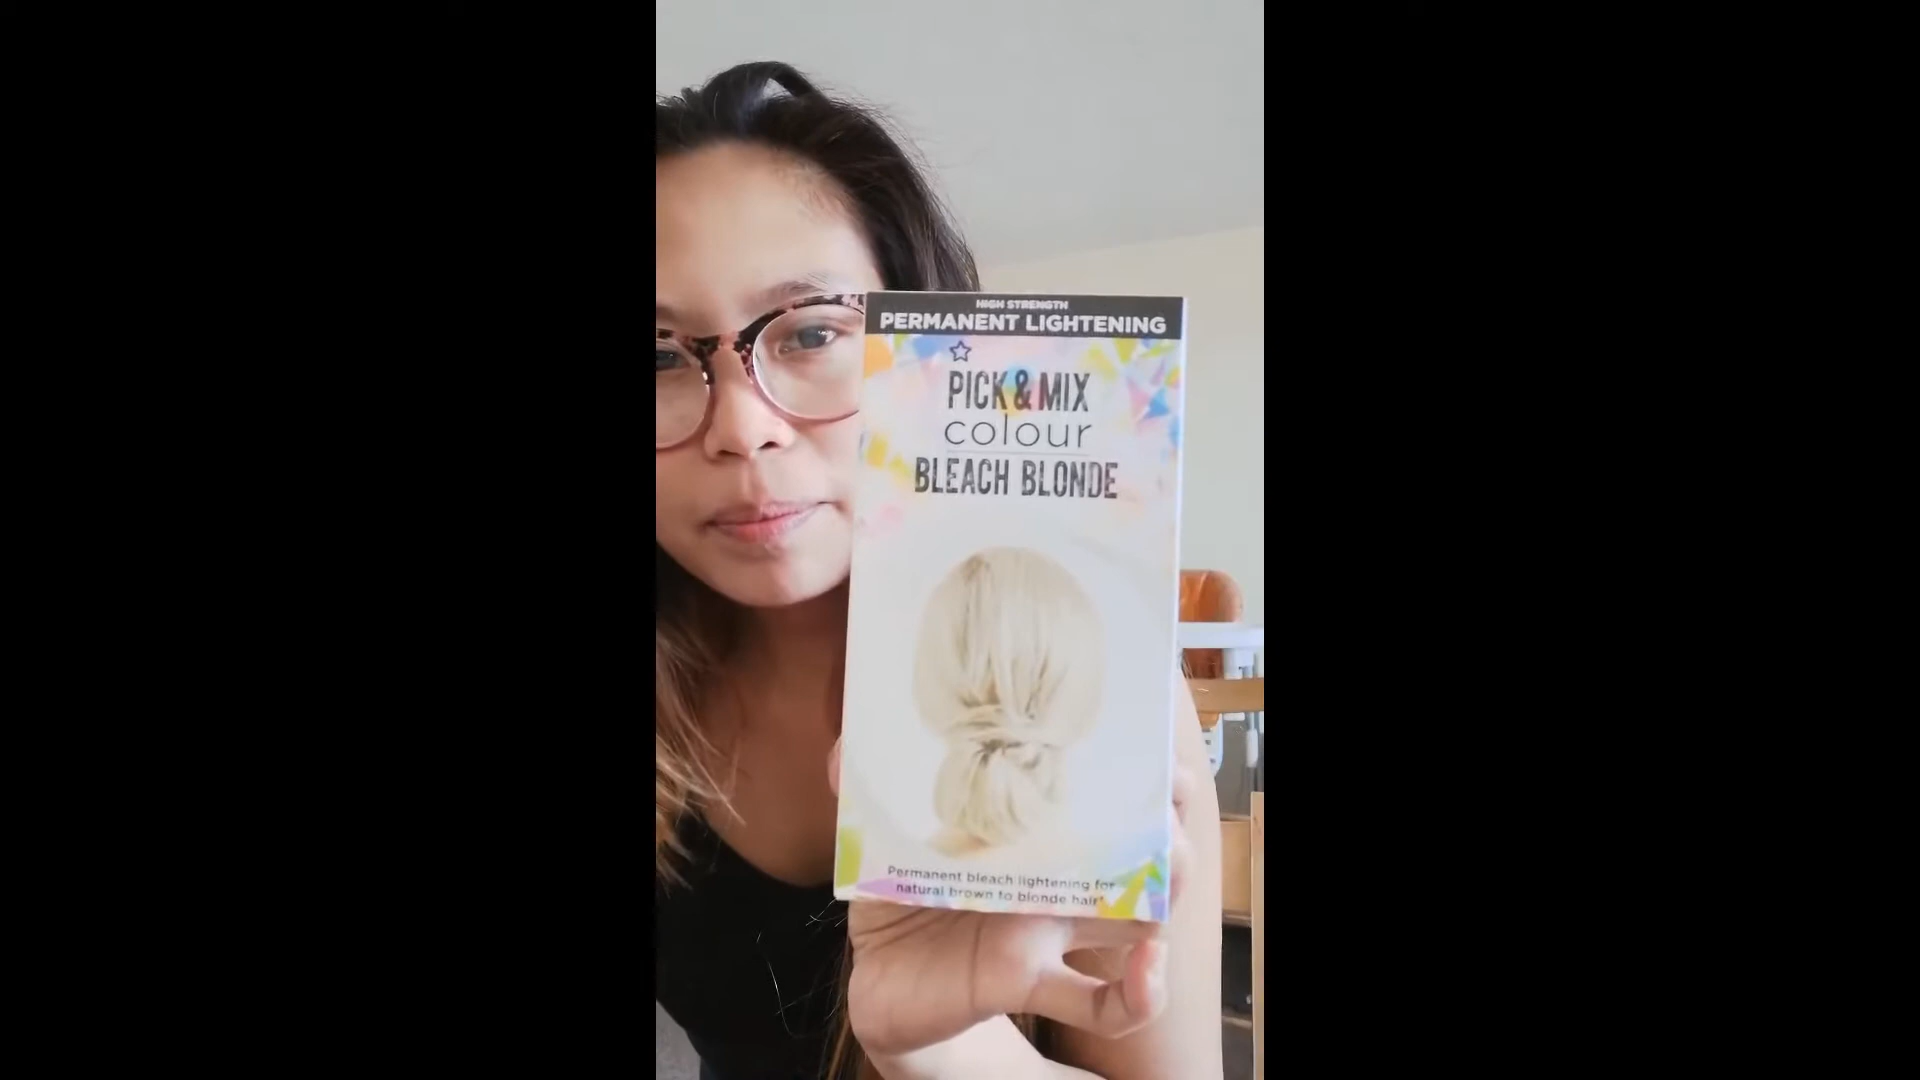 HIGH STRENGTH
PERMANENT LIGHTENING
PICK & MIX
colour
BLEACH BLONDE
Permanent bleach lightening for
natural brown to blonde hair*